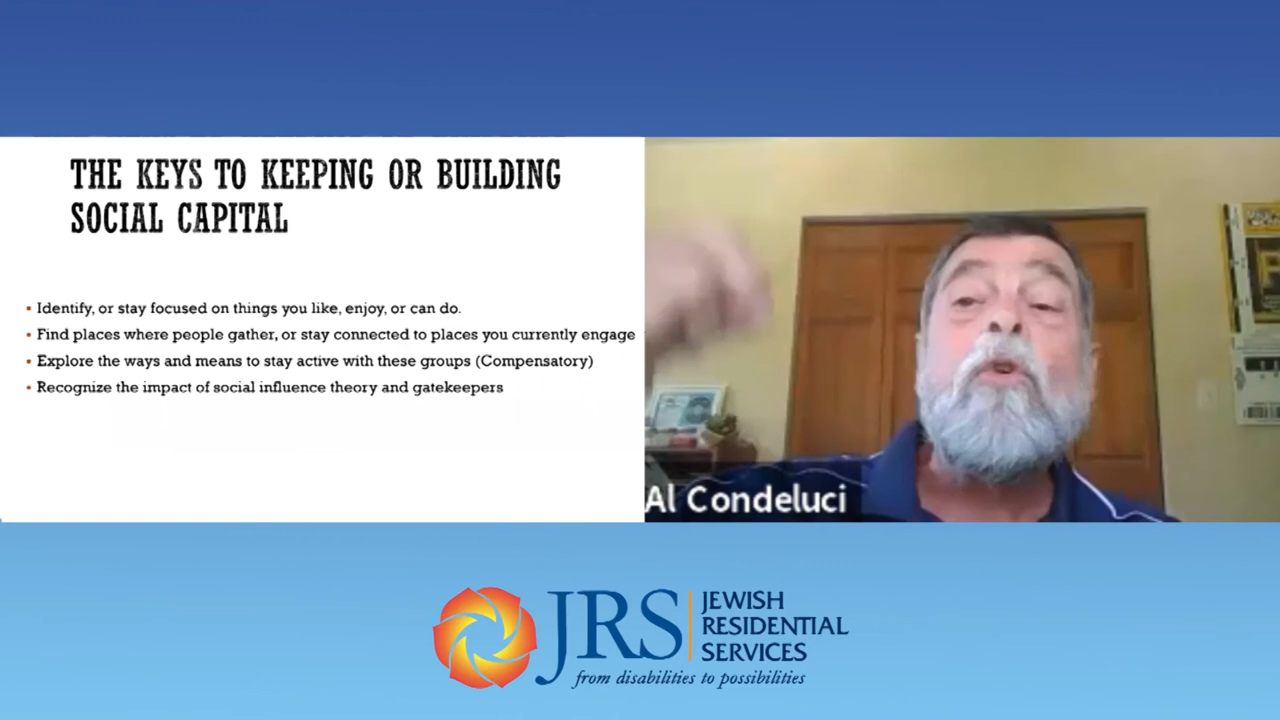 THE KEYS TO KEEPING OR BUILDING
SOCIAL CAPITAL
▪ Identify, or stay focused on things you like, enjoy, or can do.
▪ Find places where people gather, or stay connected to places you currently engage
▪ Explore the ways and means to stay active with these groups (Compensatory)
▪ Recognize the impact of social influence theory and gatekeepers
Al Condeluci
JRS
JEWISH
RESIDENTIAL
SERVICES
from disabilities to possibilities